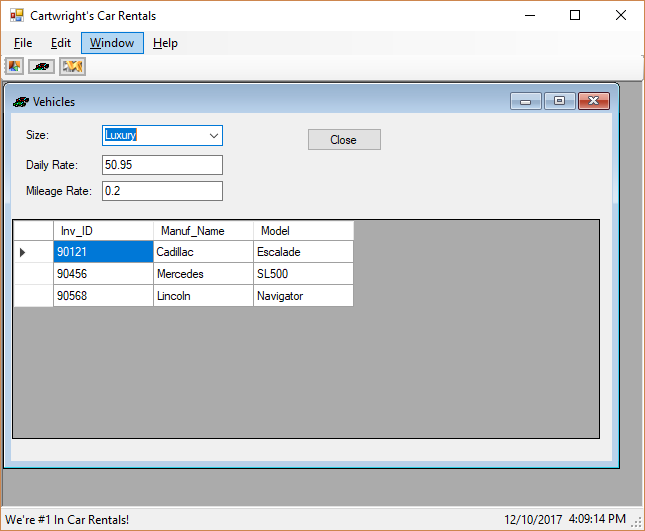 Cartwright's Car Rentals
File Edit Window Help
Vehicles
Size: Luxury Close
Daily Rate: 50.95
Mileage Rate: 0.2
Inv_ID Manuf_Name Model
90121 Cadillac Escalade
90456 Mercedes SL500
90568 Lincoln Navigator
We're #1 In Car Rentals! 12/10/2017 4:09:14 PM